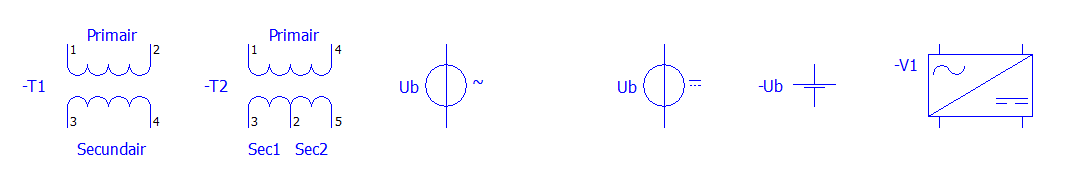 Primair
1 2
-T1
3 4
Secundair
Primair
1 4
-T2
3 2 5
Sec1 Sec2
Ub ~
Ub
-Ub
-V1